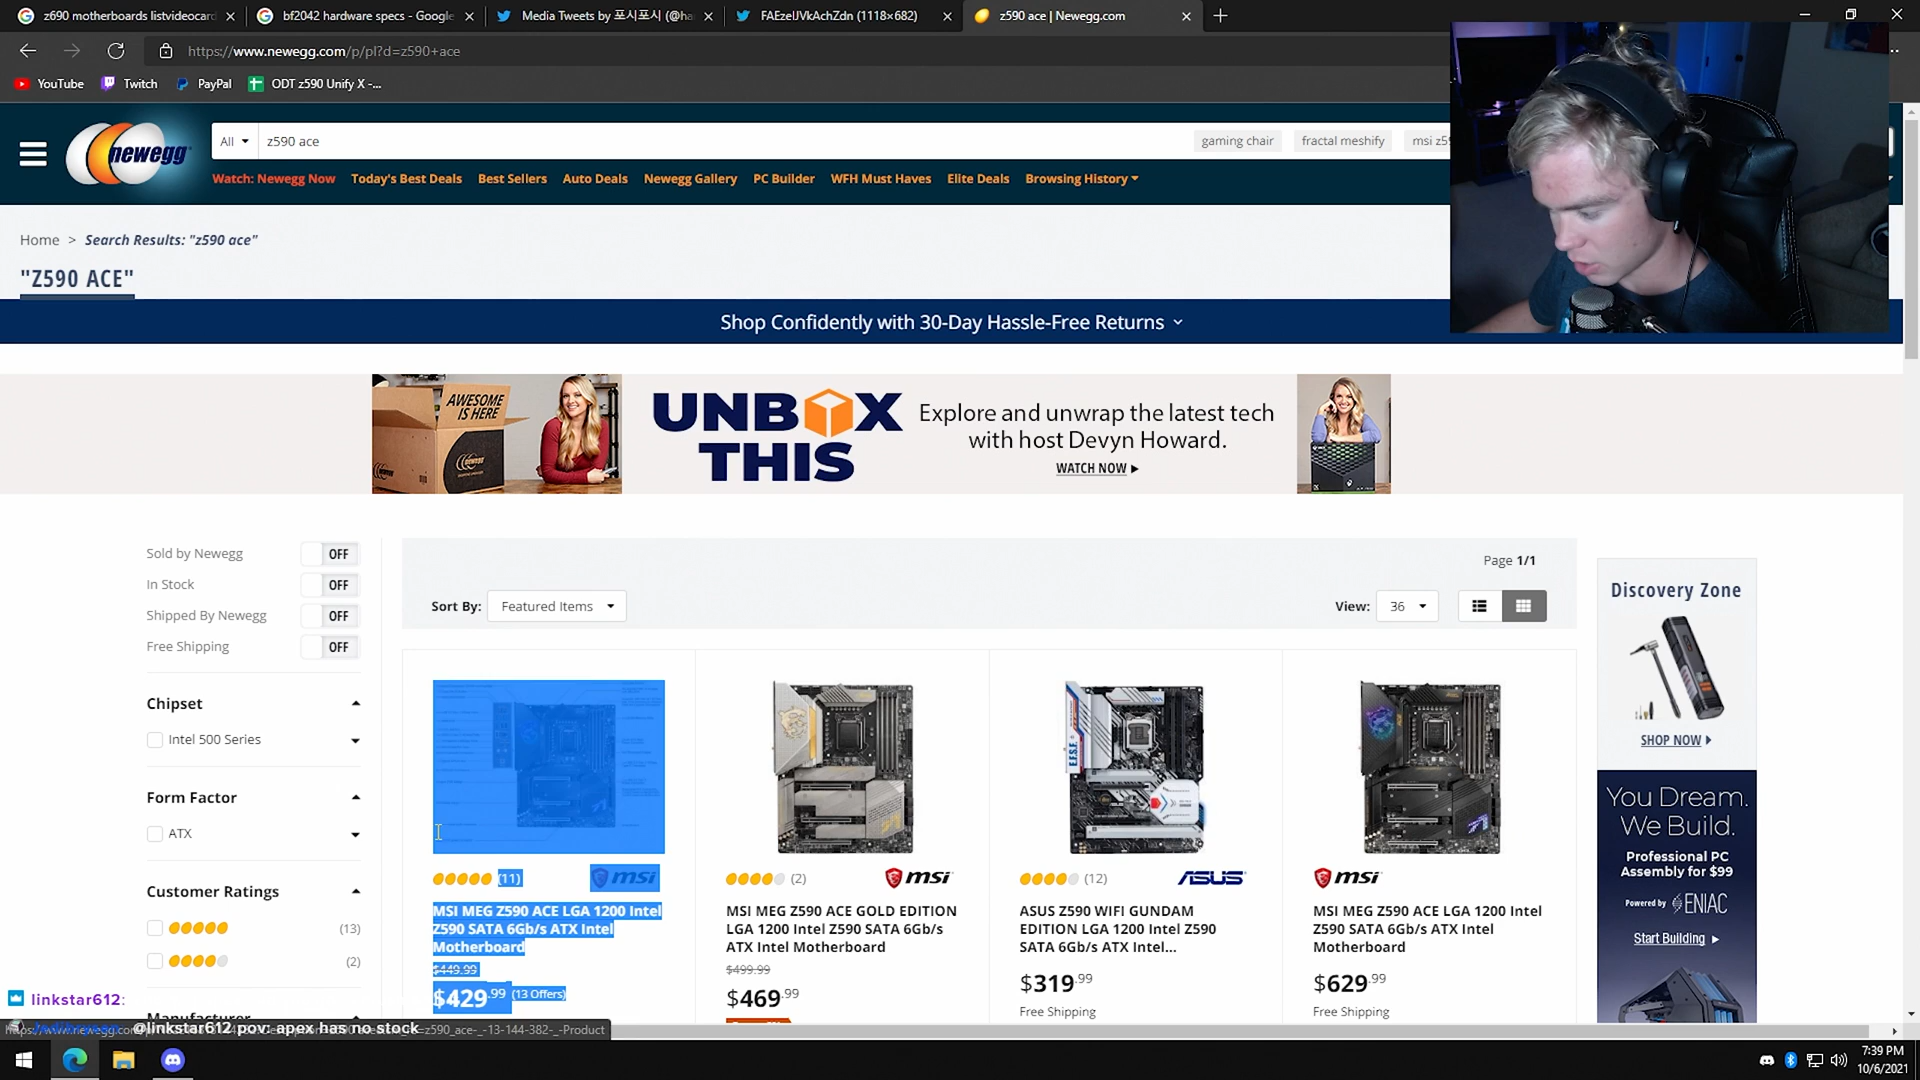 z690 motherboards listvideocard
bf2042 hardware specs - Google
Media Tweets by 포시포시 (@ha
FAEzelJVkAchZdn (1118×682)
z590 ace | Newegg.com
https://www.newegg.com/p/pl?d=z590+ace
YouTube
Twitch
PayPal
ODT z590 Unify X -...
newegg
All
z590 ace
gaming chair
fractal meshify
msi z59
Watch: Newegg Now
Today's Best Deals
Best Sellers
Auto Deals
Newegg Gallery
PC Builder
WFH Must Haves
Elite Deals
Browsing History
Home > Search Results: "z590 ace"
"Z590 ACE"
Shop Confidently with 30-Day Hassle-Free Returns
AWESOME
IS HERE
UNBOX
THIS
Explore and unwrap the latest tech
with host Devyn Howard.
WATCH NOW
Sold by Newegg
OFF
In Stock
OFF
Shipped By Newegg
OFF
Free Shipping
OFF
Chipset
Intel 500 Series
Form Factor
ATX
Customer Ratings
(13)
(2)
Page 1/1
Sort By:
Featured Items
View:
36
(11)
msi
MSI MEG Z590 ACE LGA 1200 Intel
Z590 SATA 6Gb/s ATX Intel
Motherboard
$449.99
$429.99 (13 Offers)
(2)
msi
MSI MEG Z590 ACE GOLD EDITION
LGA 1200 Intel Z590 SATA 6Gb/s
ATX Intel Motherboard
$499.99
$469.99
(12)
ASUS
ASUS Z590 WIFI GUNDAM
EDITION LGA 1200 Intel Z590
SATA 6Gb/s ATX Intel...
$319.99
Free Shipping
msi
MSI MEG Z590 ACE LGA 1200 Intel
Z590 SATA 6Gb/s ATX Intel
Motherboard
$629.99
Free Shipping
Discovery Zone
SHOP NOW
You Dream.
We Build.
Professional PC
Assembly for $99
Powered by ENIAC
Start Building
linkstar612:
@linkstar612 pov: apex has no stock
7:39 PM
10/6/2021